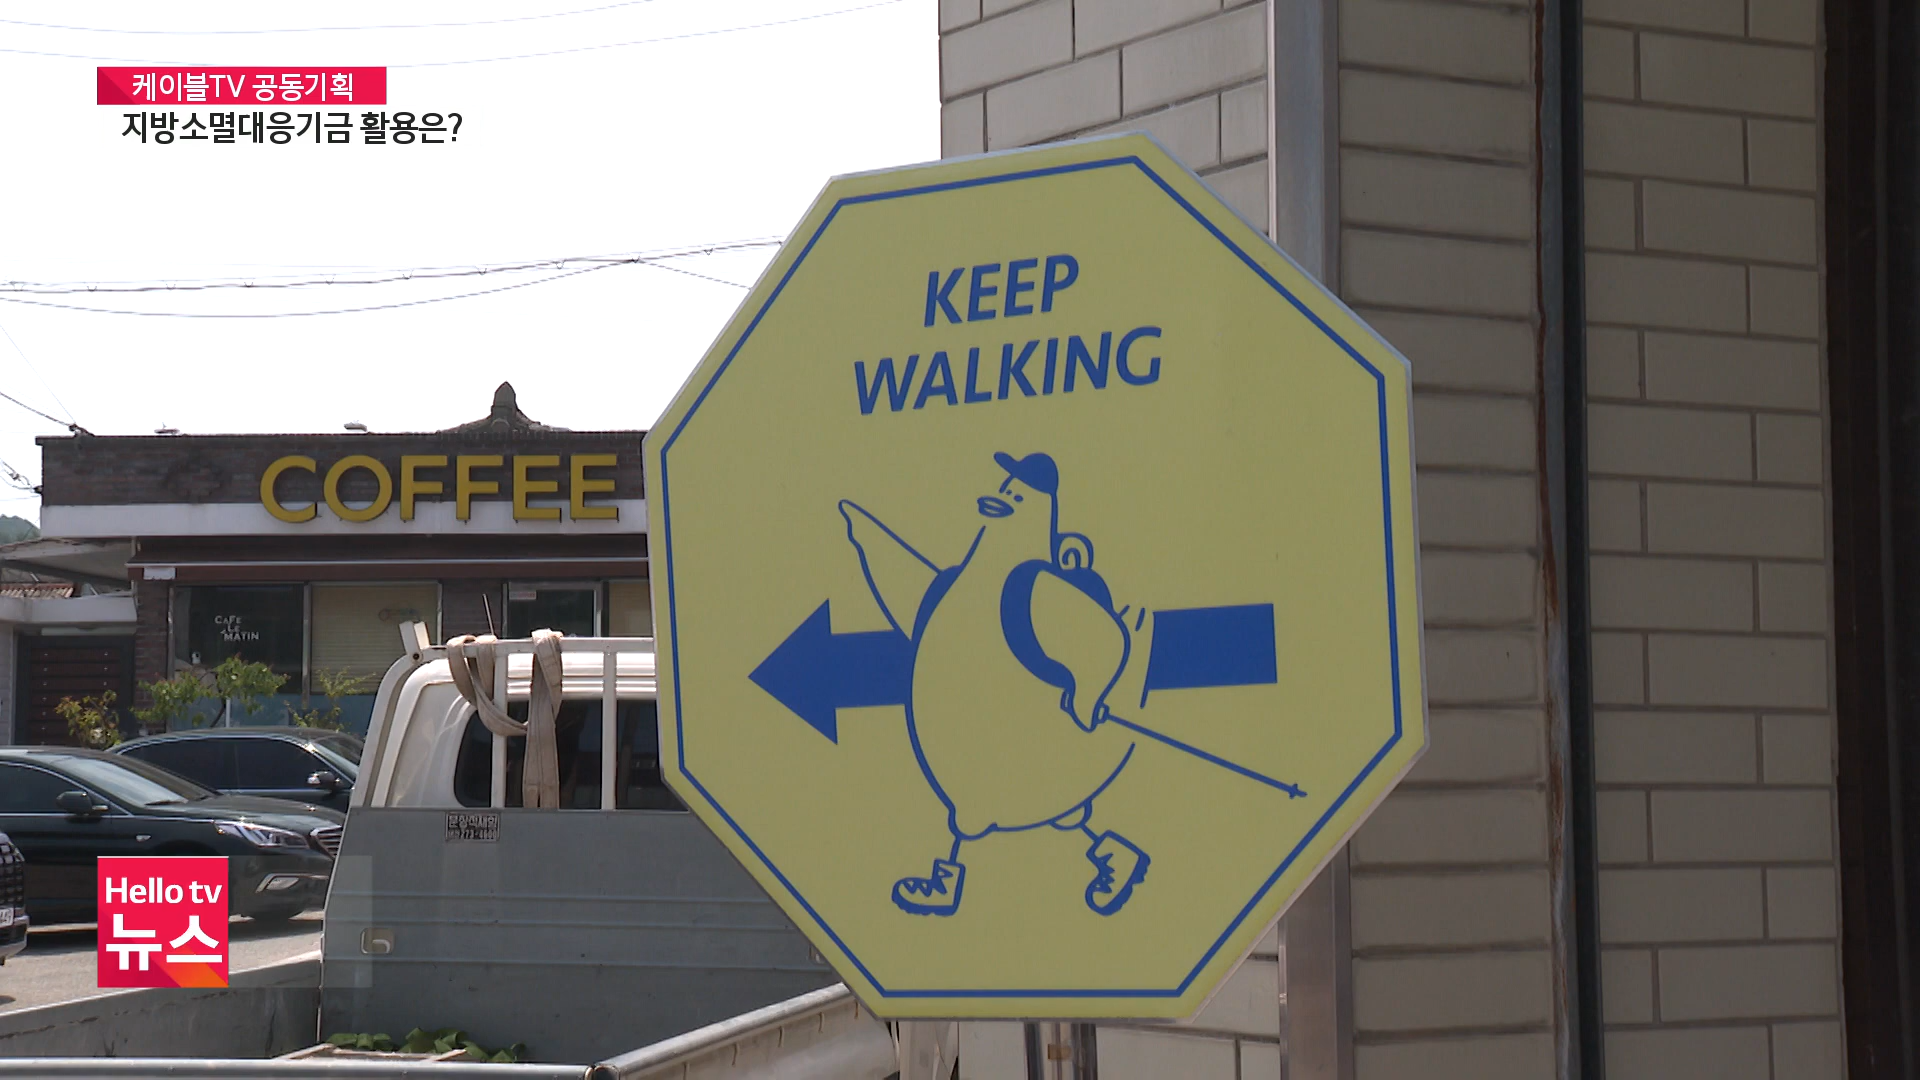 케이블TV 공동기획
지방소멸대응기금 활용은?
KEEP
WALKING
COFFEE
CAFE
LE
MATIN
Hello tv
뉴스